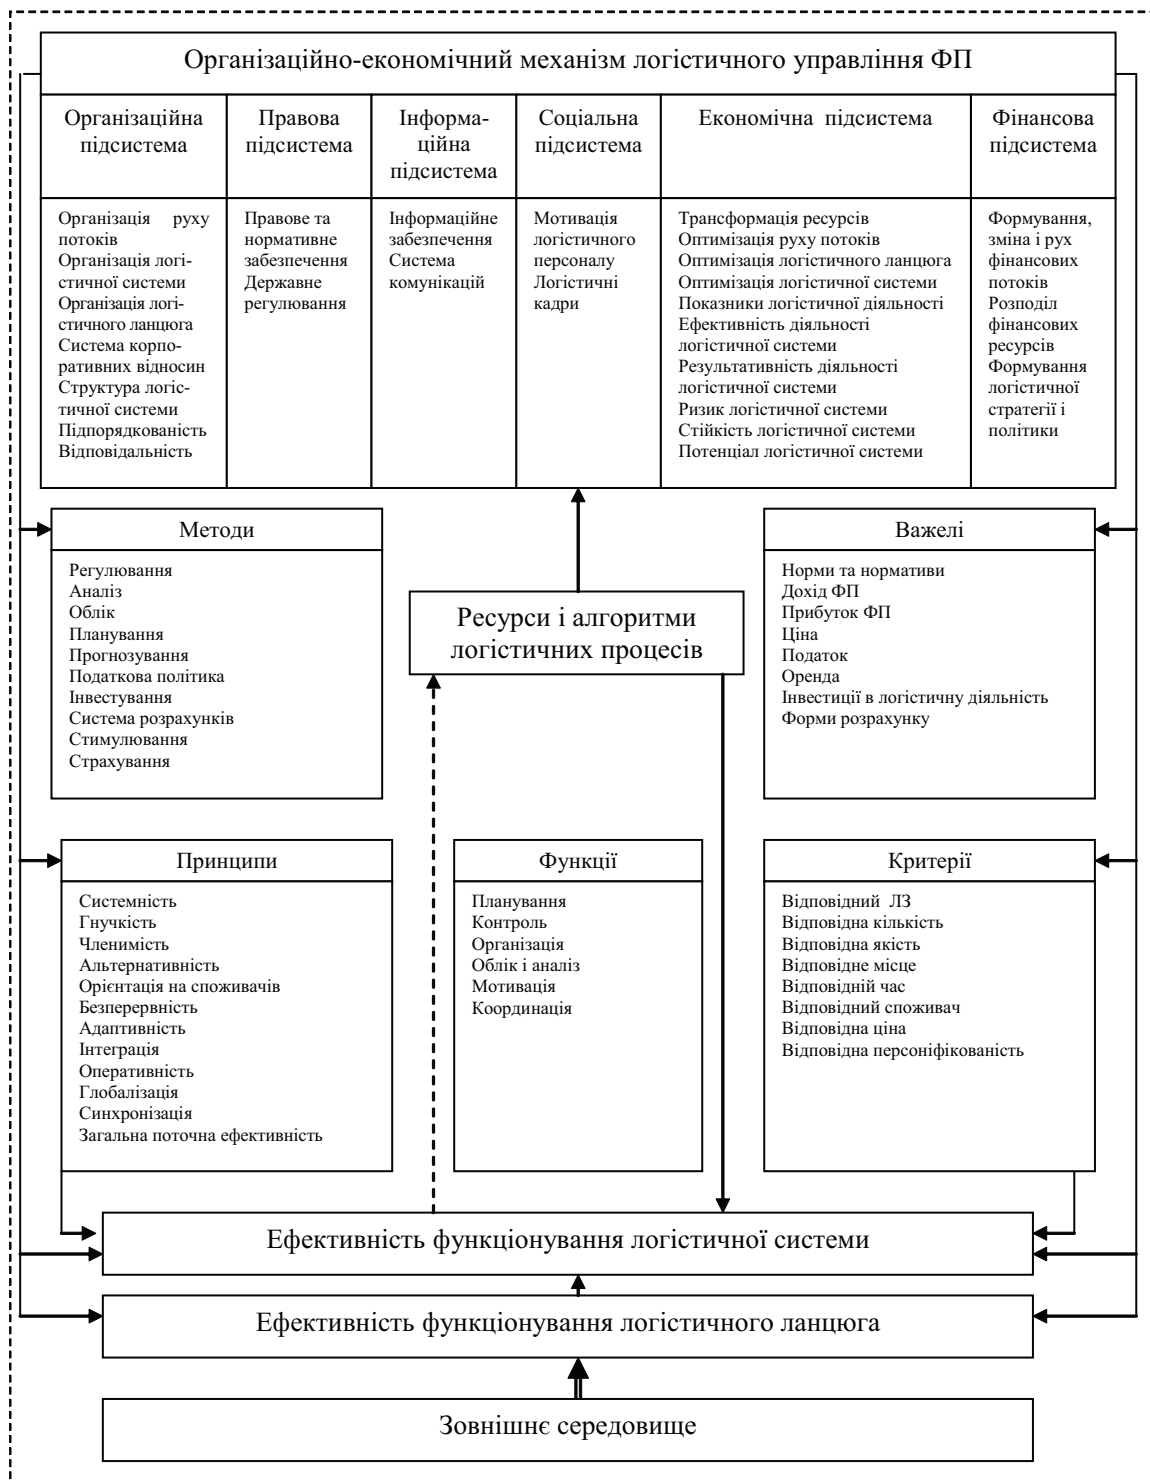 Організаційно-економічний механізм логістичного управління ФП
Організаційна
підсистема
Правова
підсистема
Інформа-
ційна
підсистема
Соціальна
підсистема
Економічна підсистема
Фінансова
підсистема
Організація руху
потоків
Організація логі-
стичної системи
Організація логі-
стичного ланцюга
Система корпо-
ративних відносин
Структура логіс-
тичної системи
Підпорядкованість
Відповідальність
Правове та
нормативне
забезпечення
Державне
регулювання
Інформаційне
забезпечення
Система
комунікацій
Мотивація
логістичного
персоналу
Логістичні
кадри
Трансформація ресурсів
Оптимізація руху потоків
Оптимізація логістичного ланцюга
Оптимізація логістичної системи
Показники логістичної діяльності
Ефективність діяльності
логістичної системи
Результативність діяльності
логістичної системи
Ризик логістичної системи
Стійкість логістичної системи
Потенціал логістичної системи
Формування,
зміна і рух
фінансових
потоків
Розподіл
фінансових
ресурсів
Формування
логістичної
стратегії і
політики
Методи
Регулювання
Аналіз
Облік
Планування
Прогнозування
Податкова політика
Інвестування
Система розрахунків
Стимулювання
Страхування
Ресурси і алгоритми
логістичних процесів
Важелі
Норми та нормативи
Дохід ФП
Прибуток ФП
Ціна
Податок
Оренда
Інвестиції в логістичну діяльність
Форми розрахунку
Принципи
Системність
Гнучкість
Членимість
Альтернативність
Орієнтація на споживачів
Безперервність
Адаптивність
Інтеграція
Оперативність
Глобалізація
Синхронізація
Загальна поточна ефективність
Функції
Планування
Контроль
Організація
Облік і аналіз
Мотивація
Координація
Критерії
Відповідний ЛЗ
Відповідна кількість
Відповідна якість
Відповідне місце
Відповідній час
Відповідний споживач
Відповідна ціна
Відповідна персоніфікованість
Ефективність функціонування логістичної системи
Ефективність функціонування логістичного ланцюга
Зовнішнє середовище